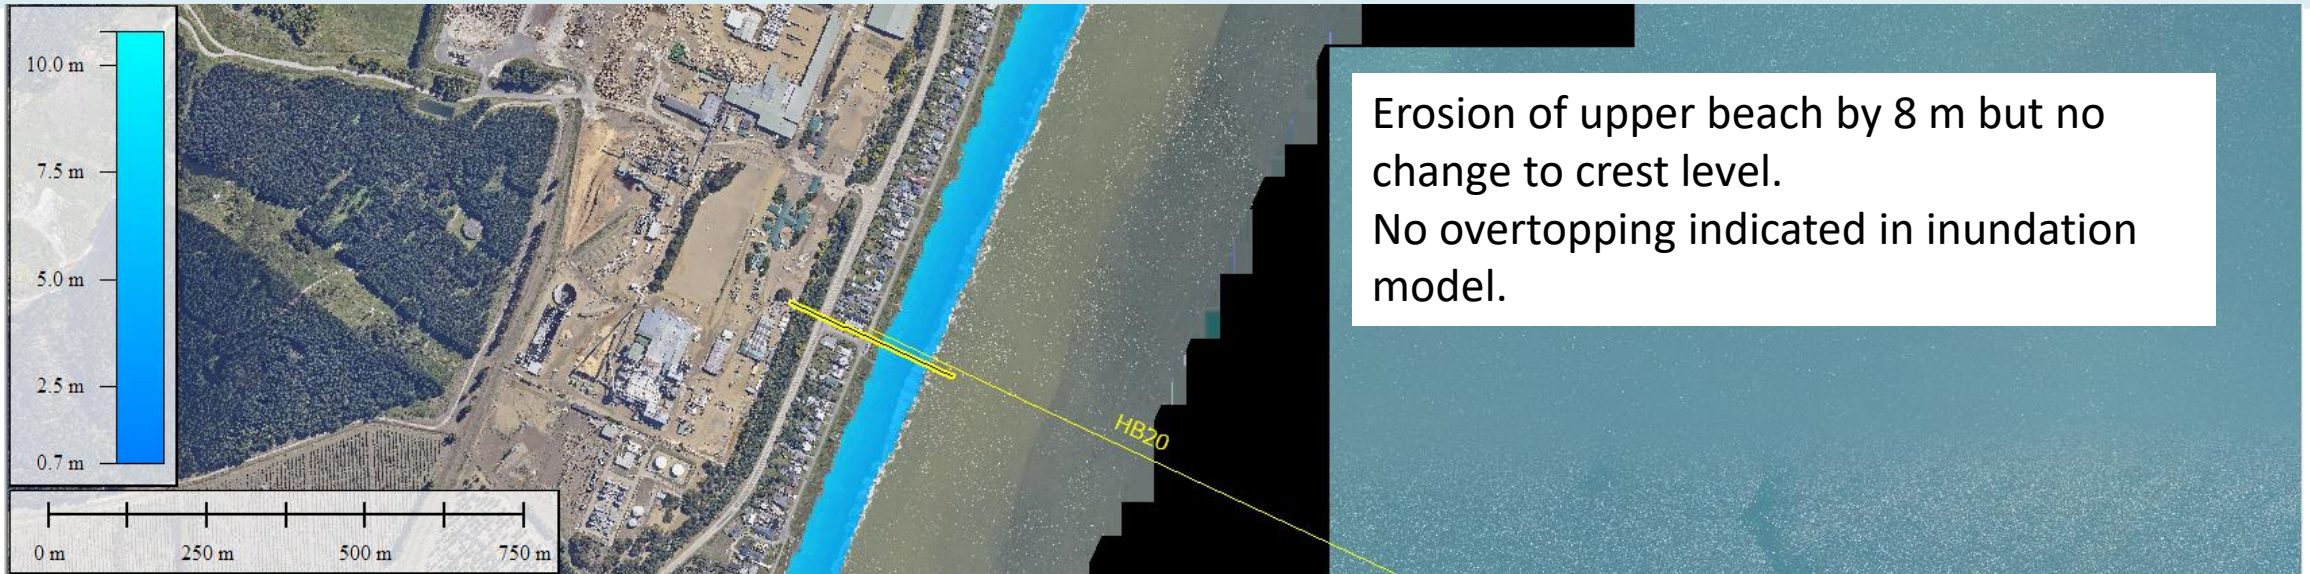 10.0 m
7.5 m
5.0 m
2.5 m
0.7 m
0 m 250 m 500 m 750 m
HB20
Erosion of upper beach by 8 m but no
change to crest level.
No overtopping indicated in inundation
model.